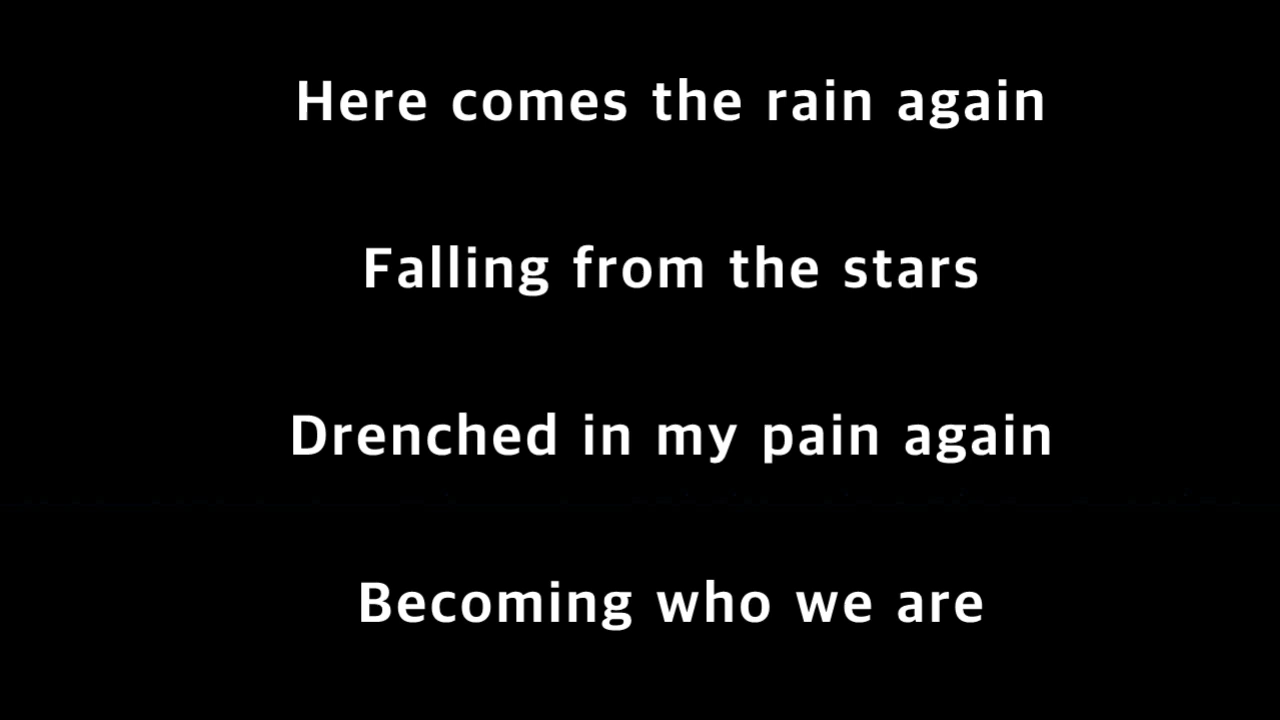 Here comes the rain again
Falling from the stars
Drenched in my pain again
Becoming who we are